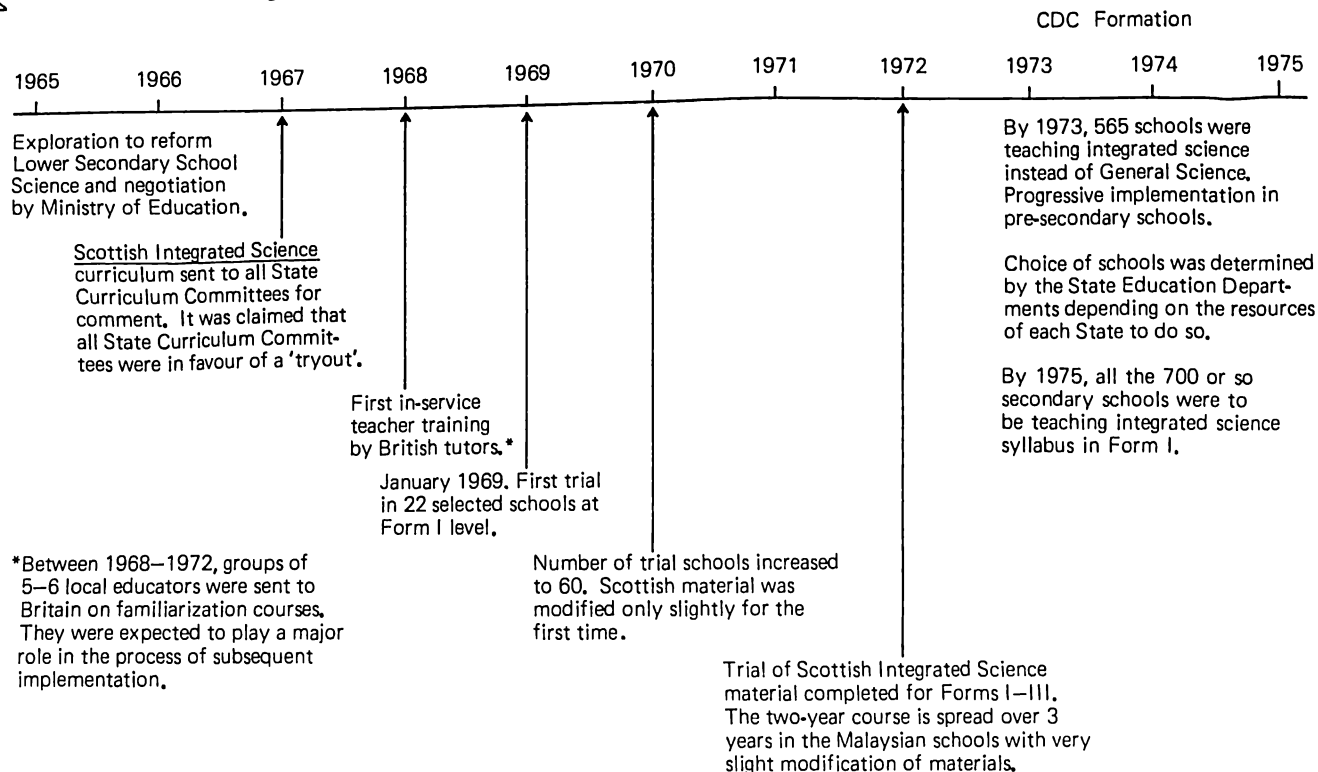 CDC Formation
1965 1966 1967 1968 1969 1970 1971 1972 1973 1974 1975
Exploration to reform
Lower Secondary School
Science and negotiation
by Ministry of Education.
Scottish Integrated Science
curriculum sent to all State
Curriculum Committees for
comment. It was claimed that
all State Curriculum Commit-
tees were in favour of a 'tryout'.
First in-service
teacher training
by British tutors.*
January 1969. First trial
in 22 selected schools at
Form I level.
*Between 1968–1972, groups of
5–6 local educators were sent to
Britain on familiarization courses.
They were expected to play a major
role in the process of subsequent
implementation.
Number of trial schools increased
to 60. Scottish material was
modified only slightly for the
first time.
Trial of Scottish Integrated Science
material completed for Forms I–III.
The two-year course is spread over 3
years in the Malaysian schools with very
slight modification of materials.
By 1973, 565 schools were
teaching integrated science
instead of General Science.
Progressive implementation in
pre-secondary schools.
Choice of schools was determined
by the State Education Depart-
ments depending on the resources
of each State to do so.
By 1975, all the 700 or so
secondary schools were to
be teaching integrated science
syllabus in Form I.